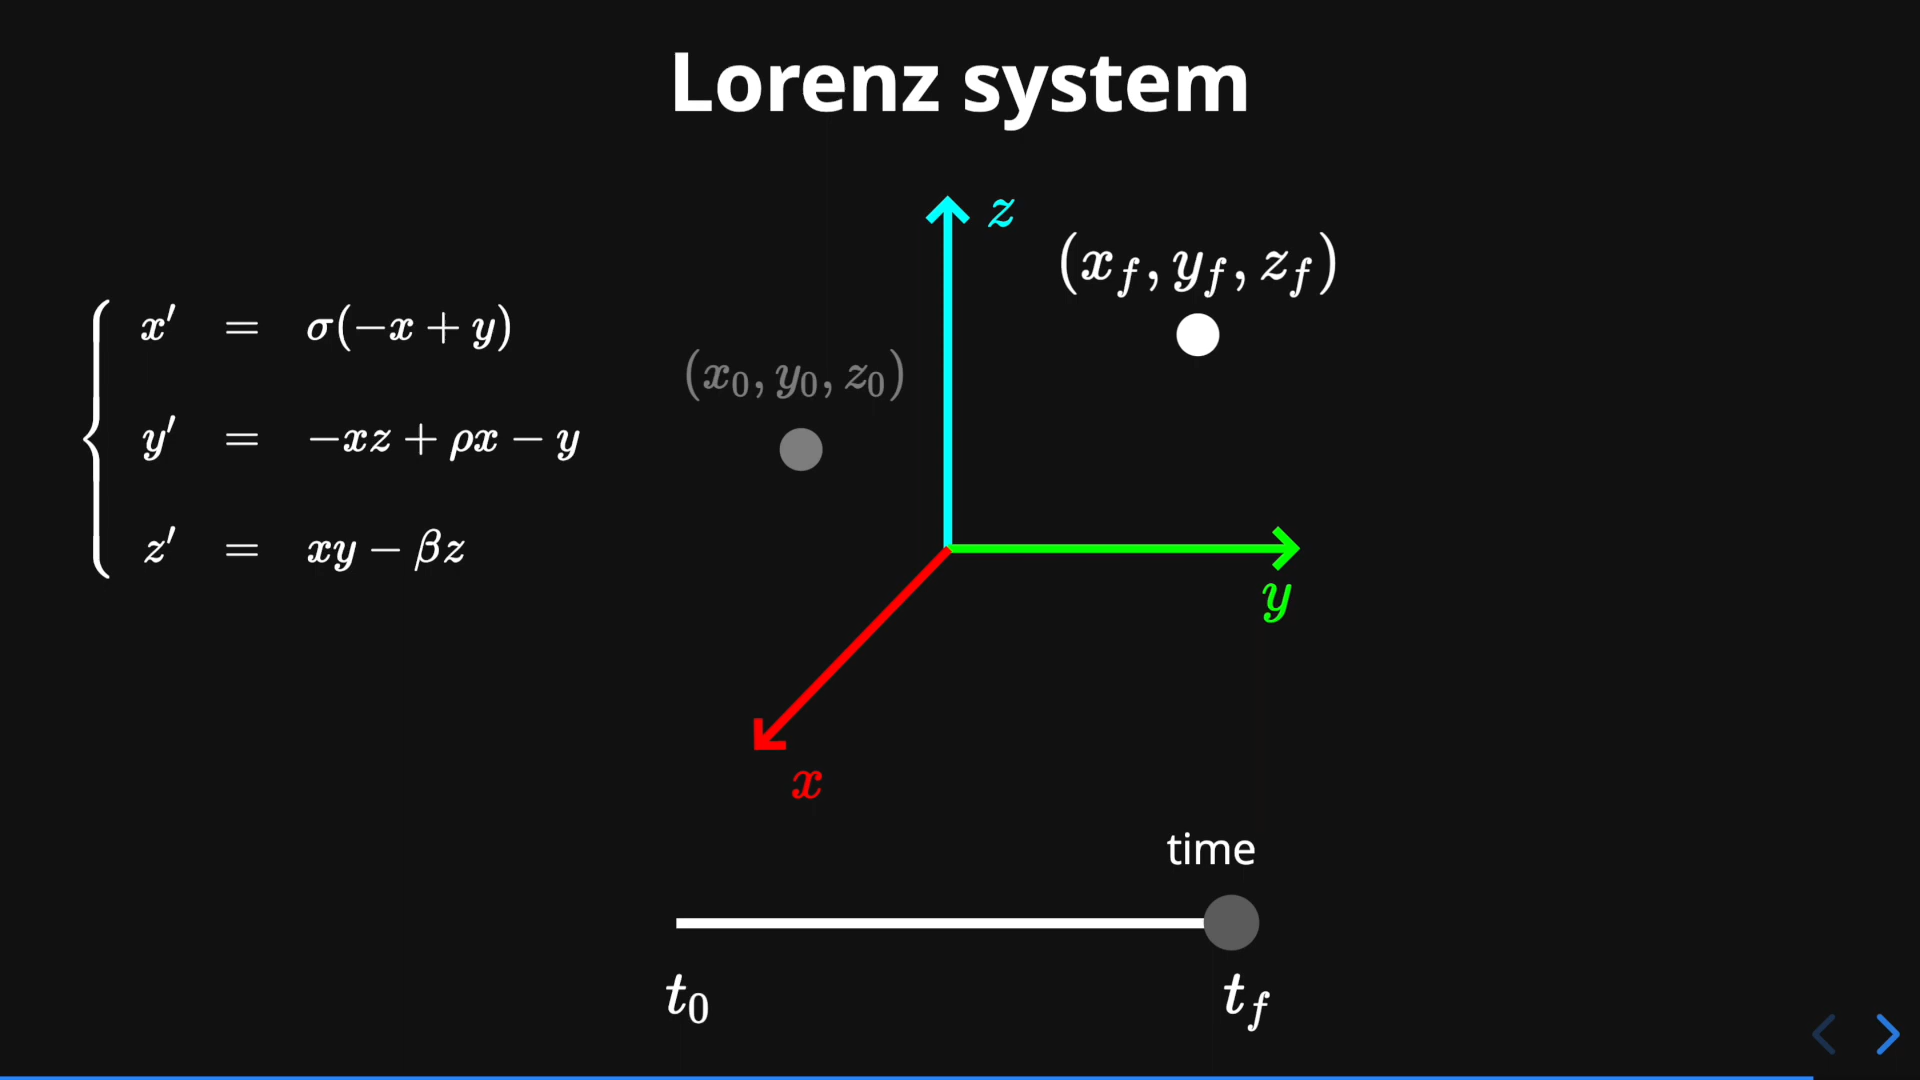 Lorenz system
x′ = σ(−x + y)
y′ = −xz + ρx − y
z′ = xy − βz
z
(x_f, y_f, z_f)
(x_0, y_0, z_0)
y
x
time
t_0
t_f